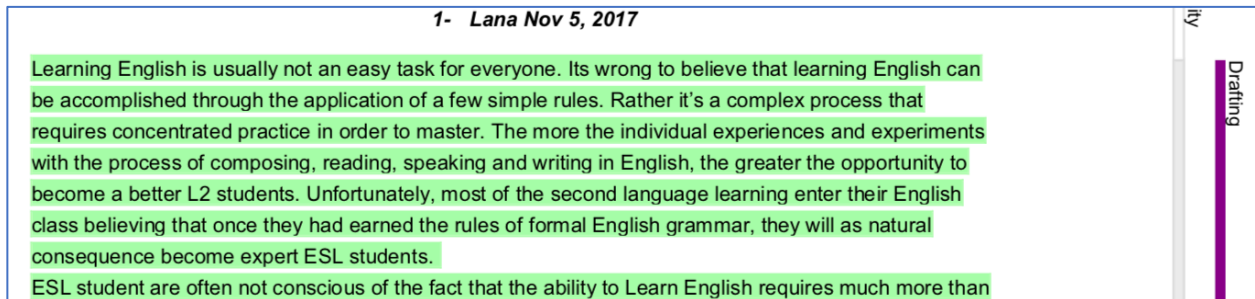 1- Lana Nov 5, 2017
ity
Learning English is usually not an easy task for everyone. Its wrong to believe that learning English can
be accomplished through the application of a few simple rules. Rather it's a complex process that
requires concentrated practice in order to master. The more the individual experiences and experiments
with the process of composing, reading, speaking and writing in English, the greater the opportunity to
become a better L2 students. Unfortunately, most of the second language learning enter their English
class believing that once they had earned the rules of formal English grammar, they will as natural
consequence become expert ESL students.
ESL student are often not conscious of the fact that the ability to Learn English requires much more than
Drafting